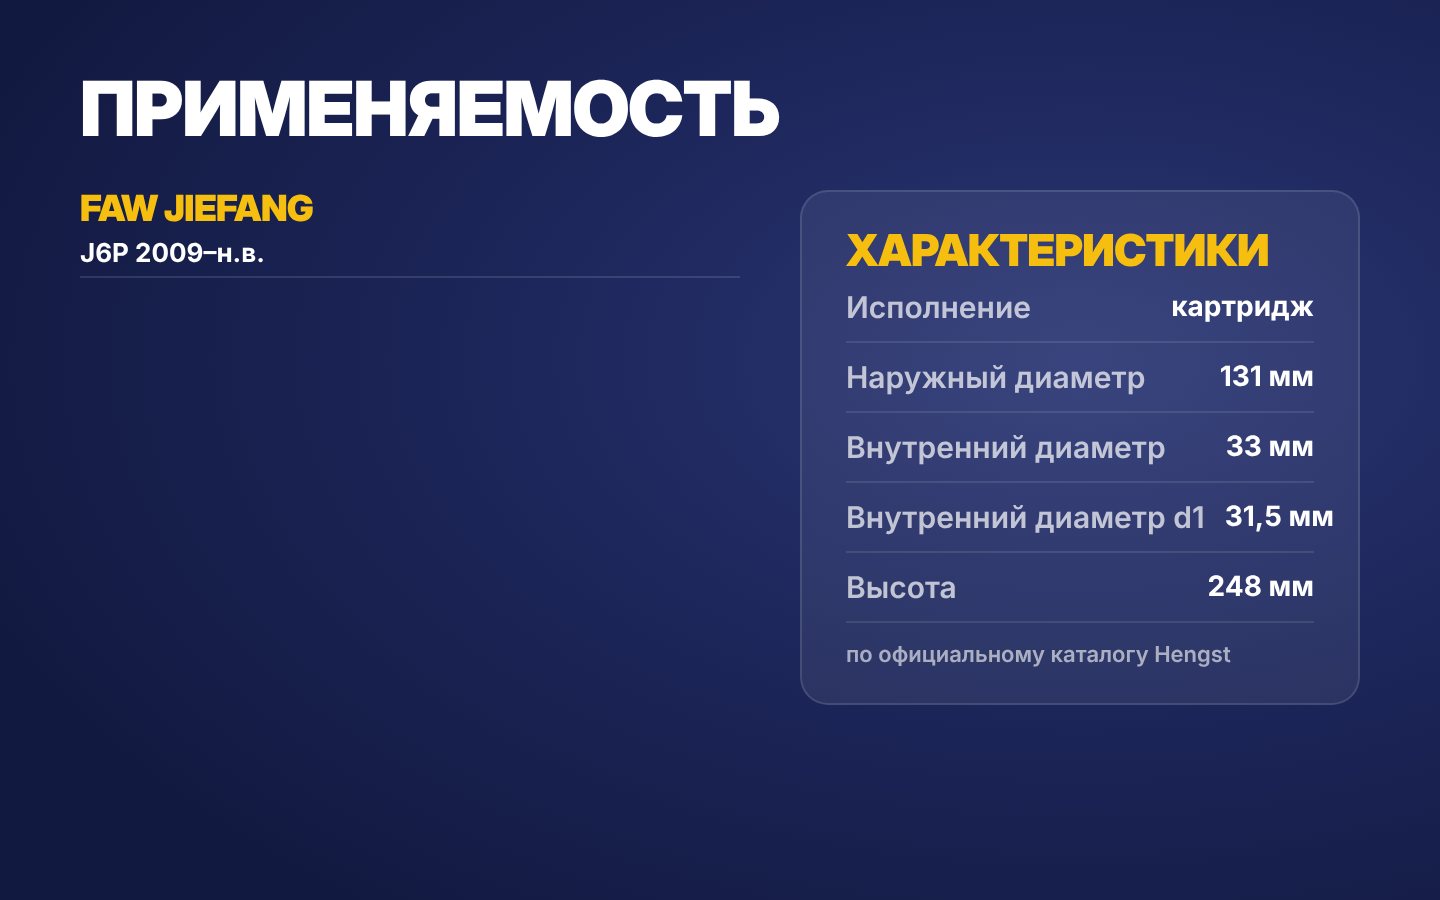 ПРИМЕНЯЕМОСТЬ
FAW JIEFANG
J6P 2009–н.в.
ХАРАКТЕРИСТИКИ
Исполнение картридж
Наружный диаметр 131 мм
Внутренний диаметр 33 мм
Внутренний диаметр d1 31,5 мм
Высота 248 мм
по официальному каталогу Hengst